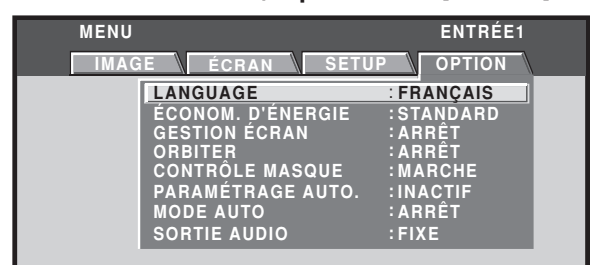 MENU ENTRÉE1
IMAGE ÉCRAN SETUP OPTION
LANGUAGE : FRANÇAIS
ÉCONOM. D'ÉNERGIE : STANDARD
GESTION ÉCRAN : ARRÊT
ORBITER : ARRÊT
CONTRÔLE MASQUE : MARCHE
PARAMÉTRAGE AUTO. : INACTIF
MODE AUTO : ARRÊT
SORTIE AUDIO : FIXE